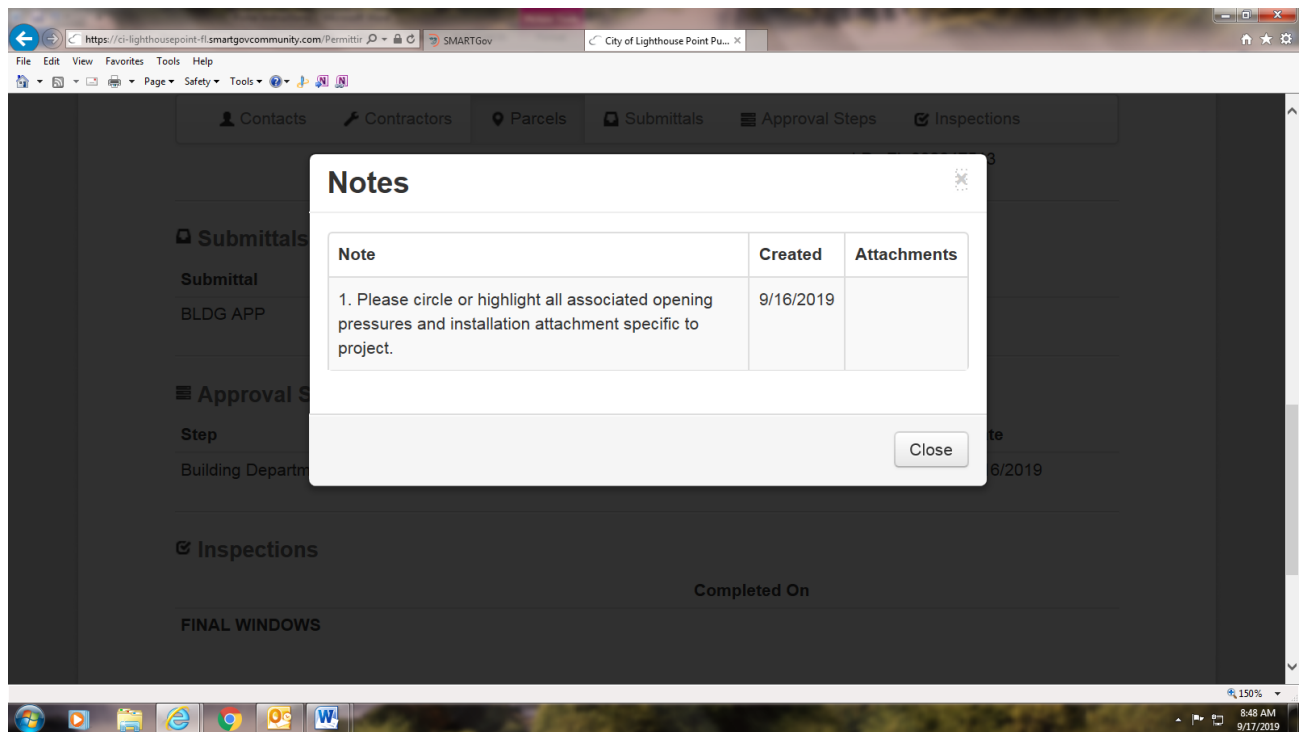 https://ci-lighthousepoint-fl.smartgovcommunity.com/Permittir
SMARTGov
City of Lighthouse Point Pu...
File Edit View Favorites Tools Help
Page Safety Tools
Contacts Contractors Parcels Submittals Approval Steps Inspections
Notes
Submittals
Note Created Attachments
Submittal
1. Please circle or highlight all associated opening
pressures and installation attachment specific to
project.
9/16/2019
BLDG APP
Approval S
Step te
Close
Building Departm 6/2019
Inspections
Completed On
FINAL WINDOWS
150%
8:48 AM
9/17/2019